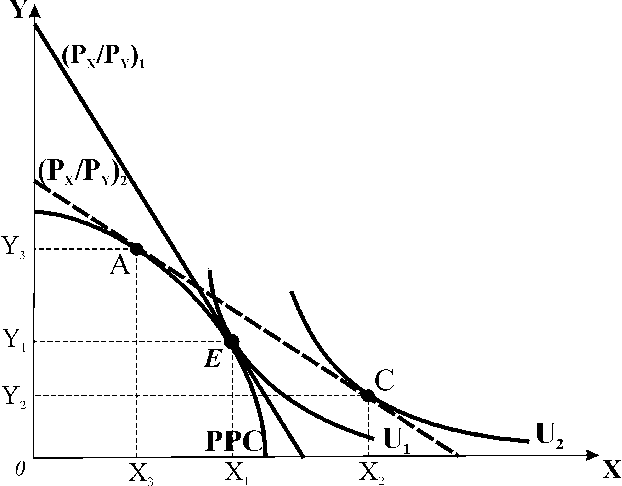 Y
(Px/PY)1
(Px/PY)2
Y3
A
Y1
E
C
Y2
PPC
U1
U2
0
X3
X1
X2
X